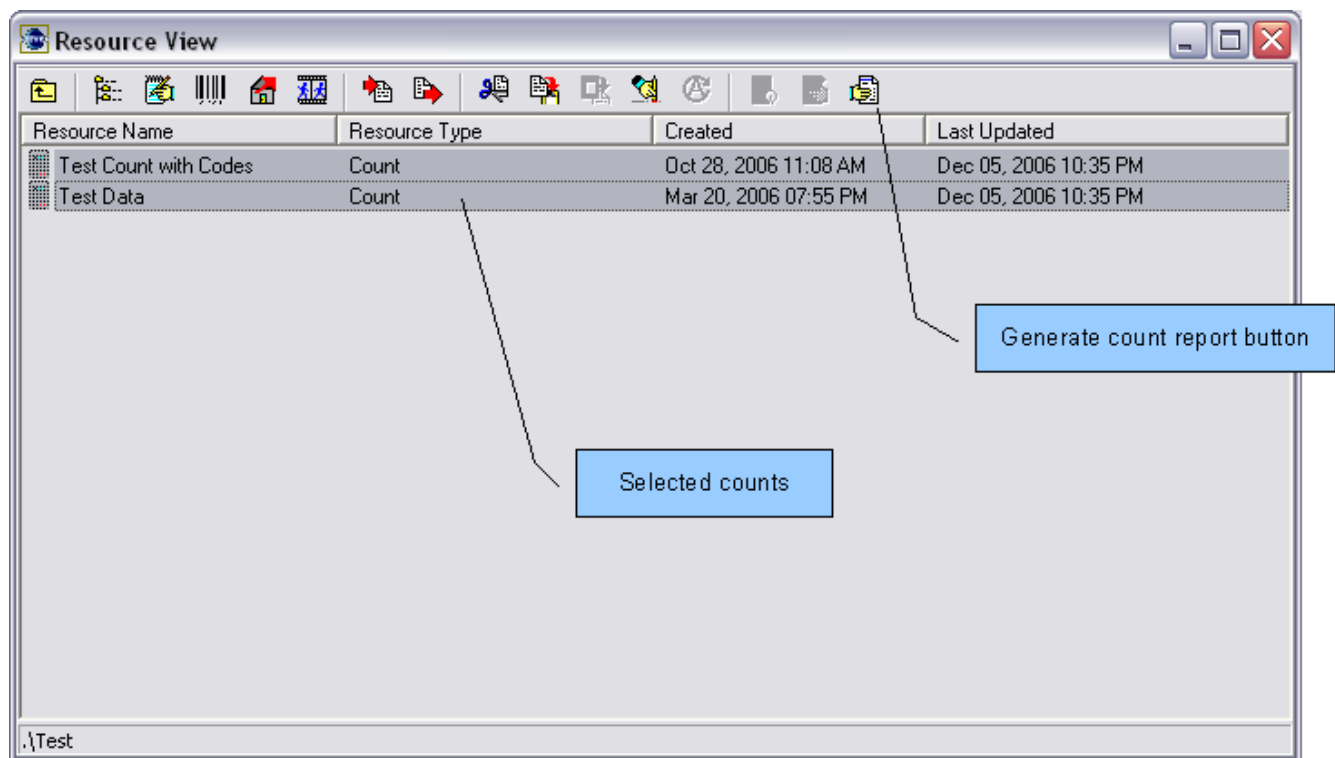 Resource View
Resource Name Resource Type Created Last Updated
Test Count with Codes Count Oct 28, 2006 11:08 AM Dec 05, 2006 10:35 PM
Test Data Count Mar 20, 2006 07:55 PM Dec 05, 2006 10:35 PM
Generate count report button
Selected counts
.\Test